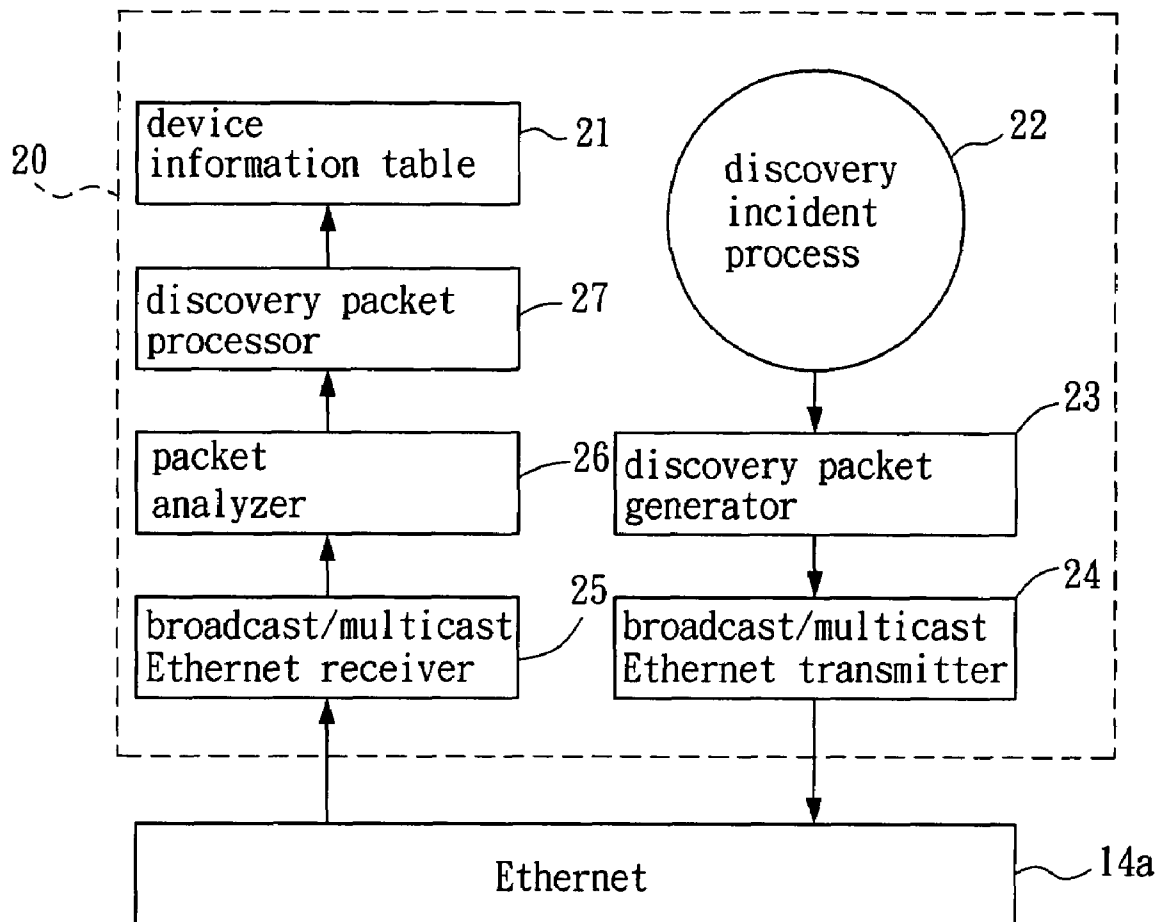 20
device
information table
21
discovery packet
processor
27
packet
analyzer
26
broadcast/multicast
Ethernet receiver
25
discovery
incident
process
22
discovery packet
generator
23
broadcast/multicast
Ethernet transmitter
24
Ethernet
14a